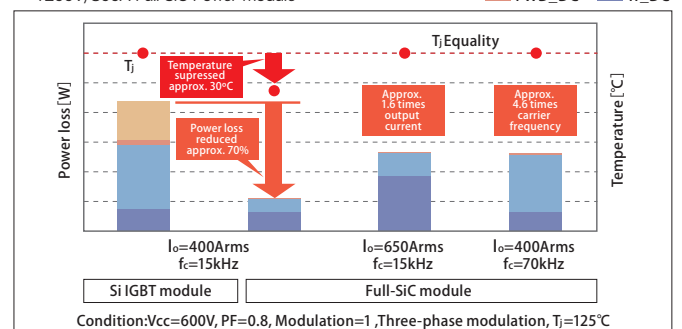 Tj Equality
Tj
Temperature
supressed
approx. 30ºC
Power loss
reduced
approx. 70%
Approx.
1.6 times
output
current
Approx.
4.6 times
carrier
frequency
Power loss [W]
Temperature [℃]
Io=400Arms
fc=15kHz
Io=650Arms
fc=15kHz
Io=400Arms
fc=70kHz
Si IGBT module
Full-SiC module
Condition:Vcc=600V, PF=0.8, Modulation=1 ,Three-phase modulation, Tj=125℃